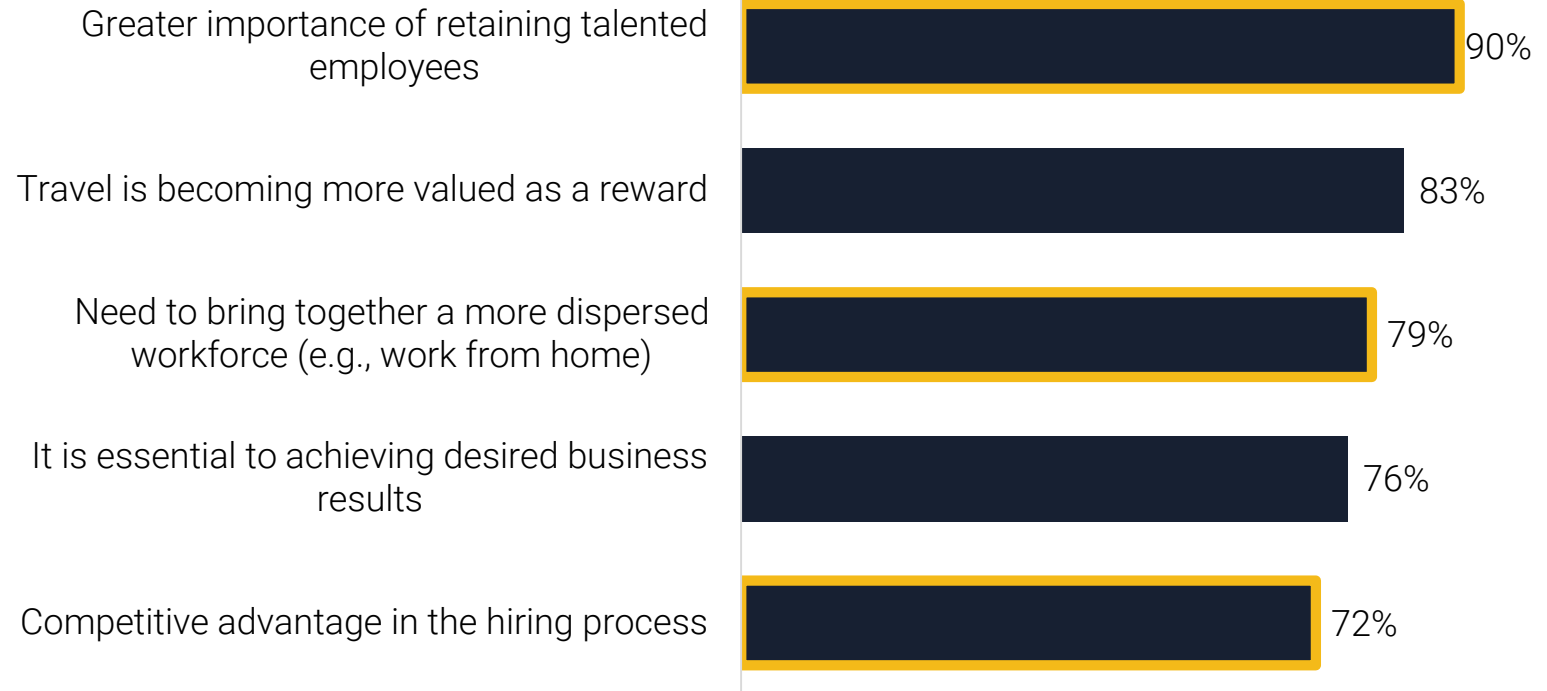 Greater importance of retaining talented
employees
90%
Travel is becoming more valued as a reward
83%
Need to bring together a more dispersed
workforce (e.g., work from home)
79%
It is essential to achieving desired business
results
76%
Competitive advantage in the hiring process
72%